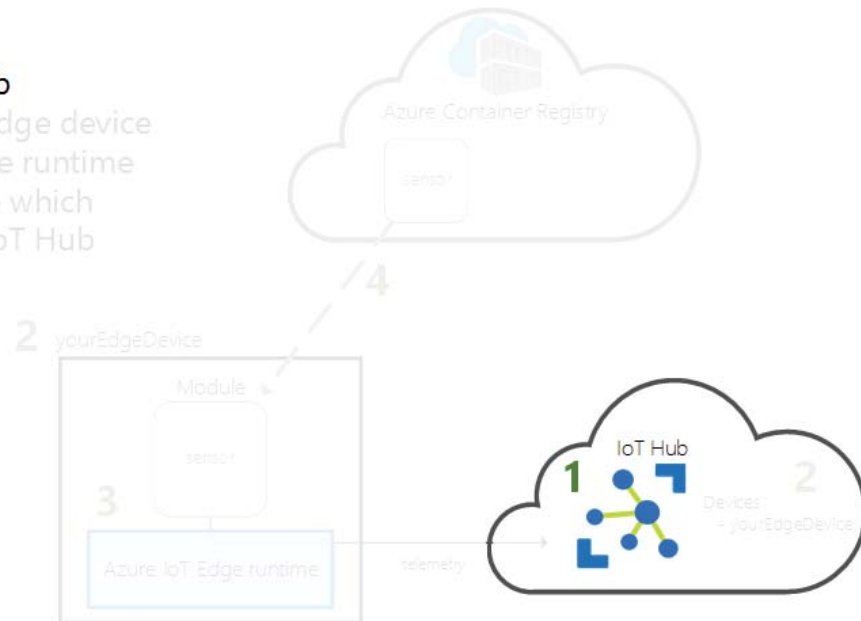 b
dge device
e runtime
which
oT Hub
Azure Container Registry
sensor
4
2 yourEdgeDevice
Module
sensor
3
Azure IoT Edge runtime
telemetry
IoT Hub
1
2
Devices
- yourEdgeDevice